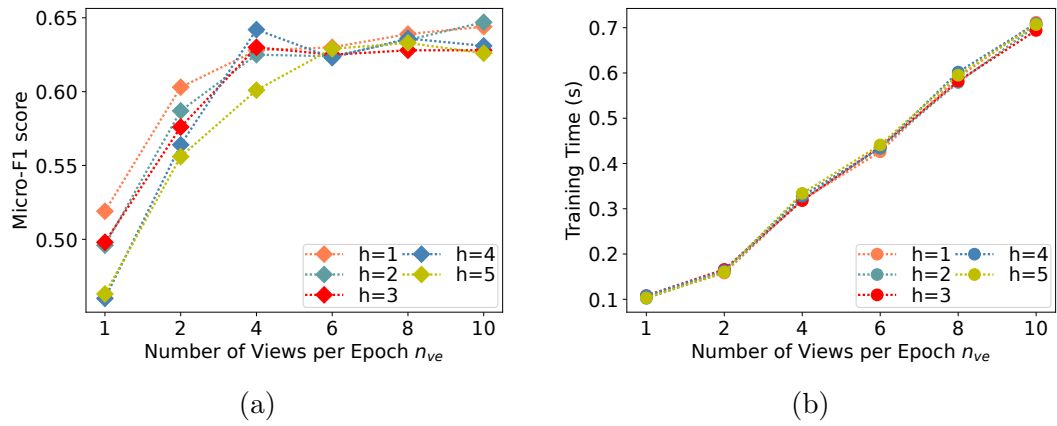 0.65
0.60
0.55
0.50
Micro-F1 score
h=1
h=2
h=3
h=4
h=5
1 2 4 6 8 10
Number of Views per Epoch n_ve
(a)
0.7
0.6
0.5
0.4
0.3
0.2
0.1
Training Time (s)
h=1
h=2
h=3
h=4
h=5
1 2 4 6 8 10
Number of Views per Epoch n_ve
(b)